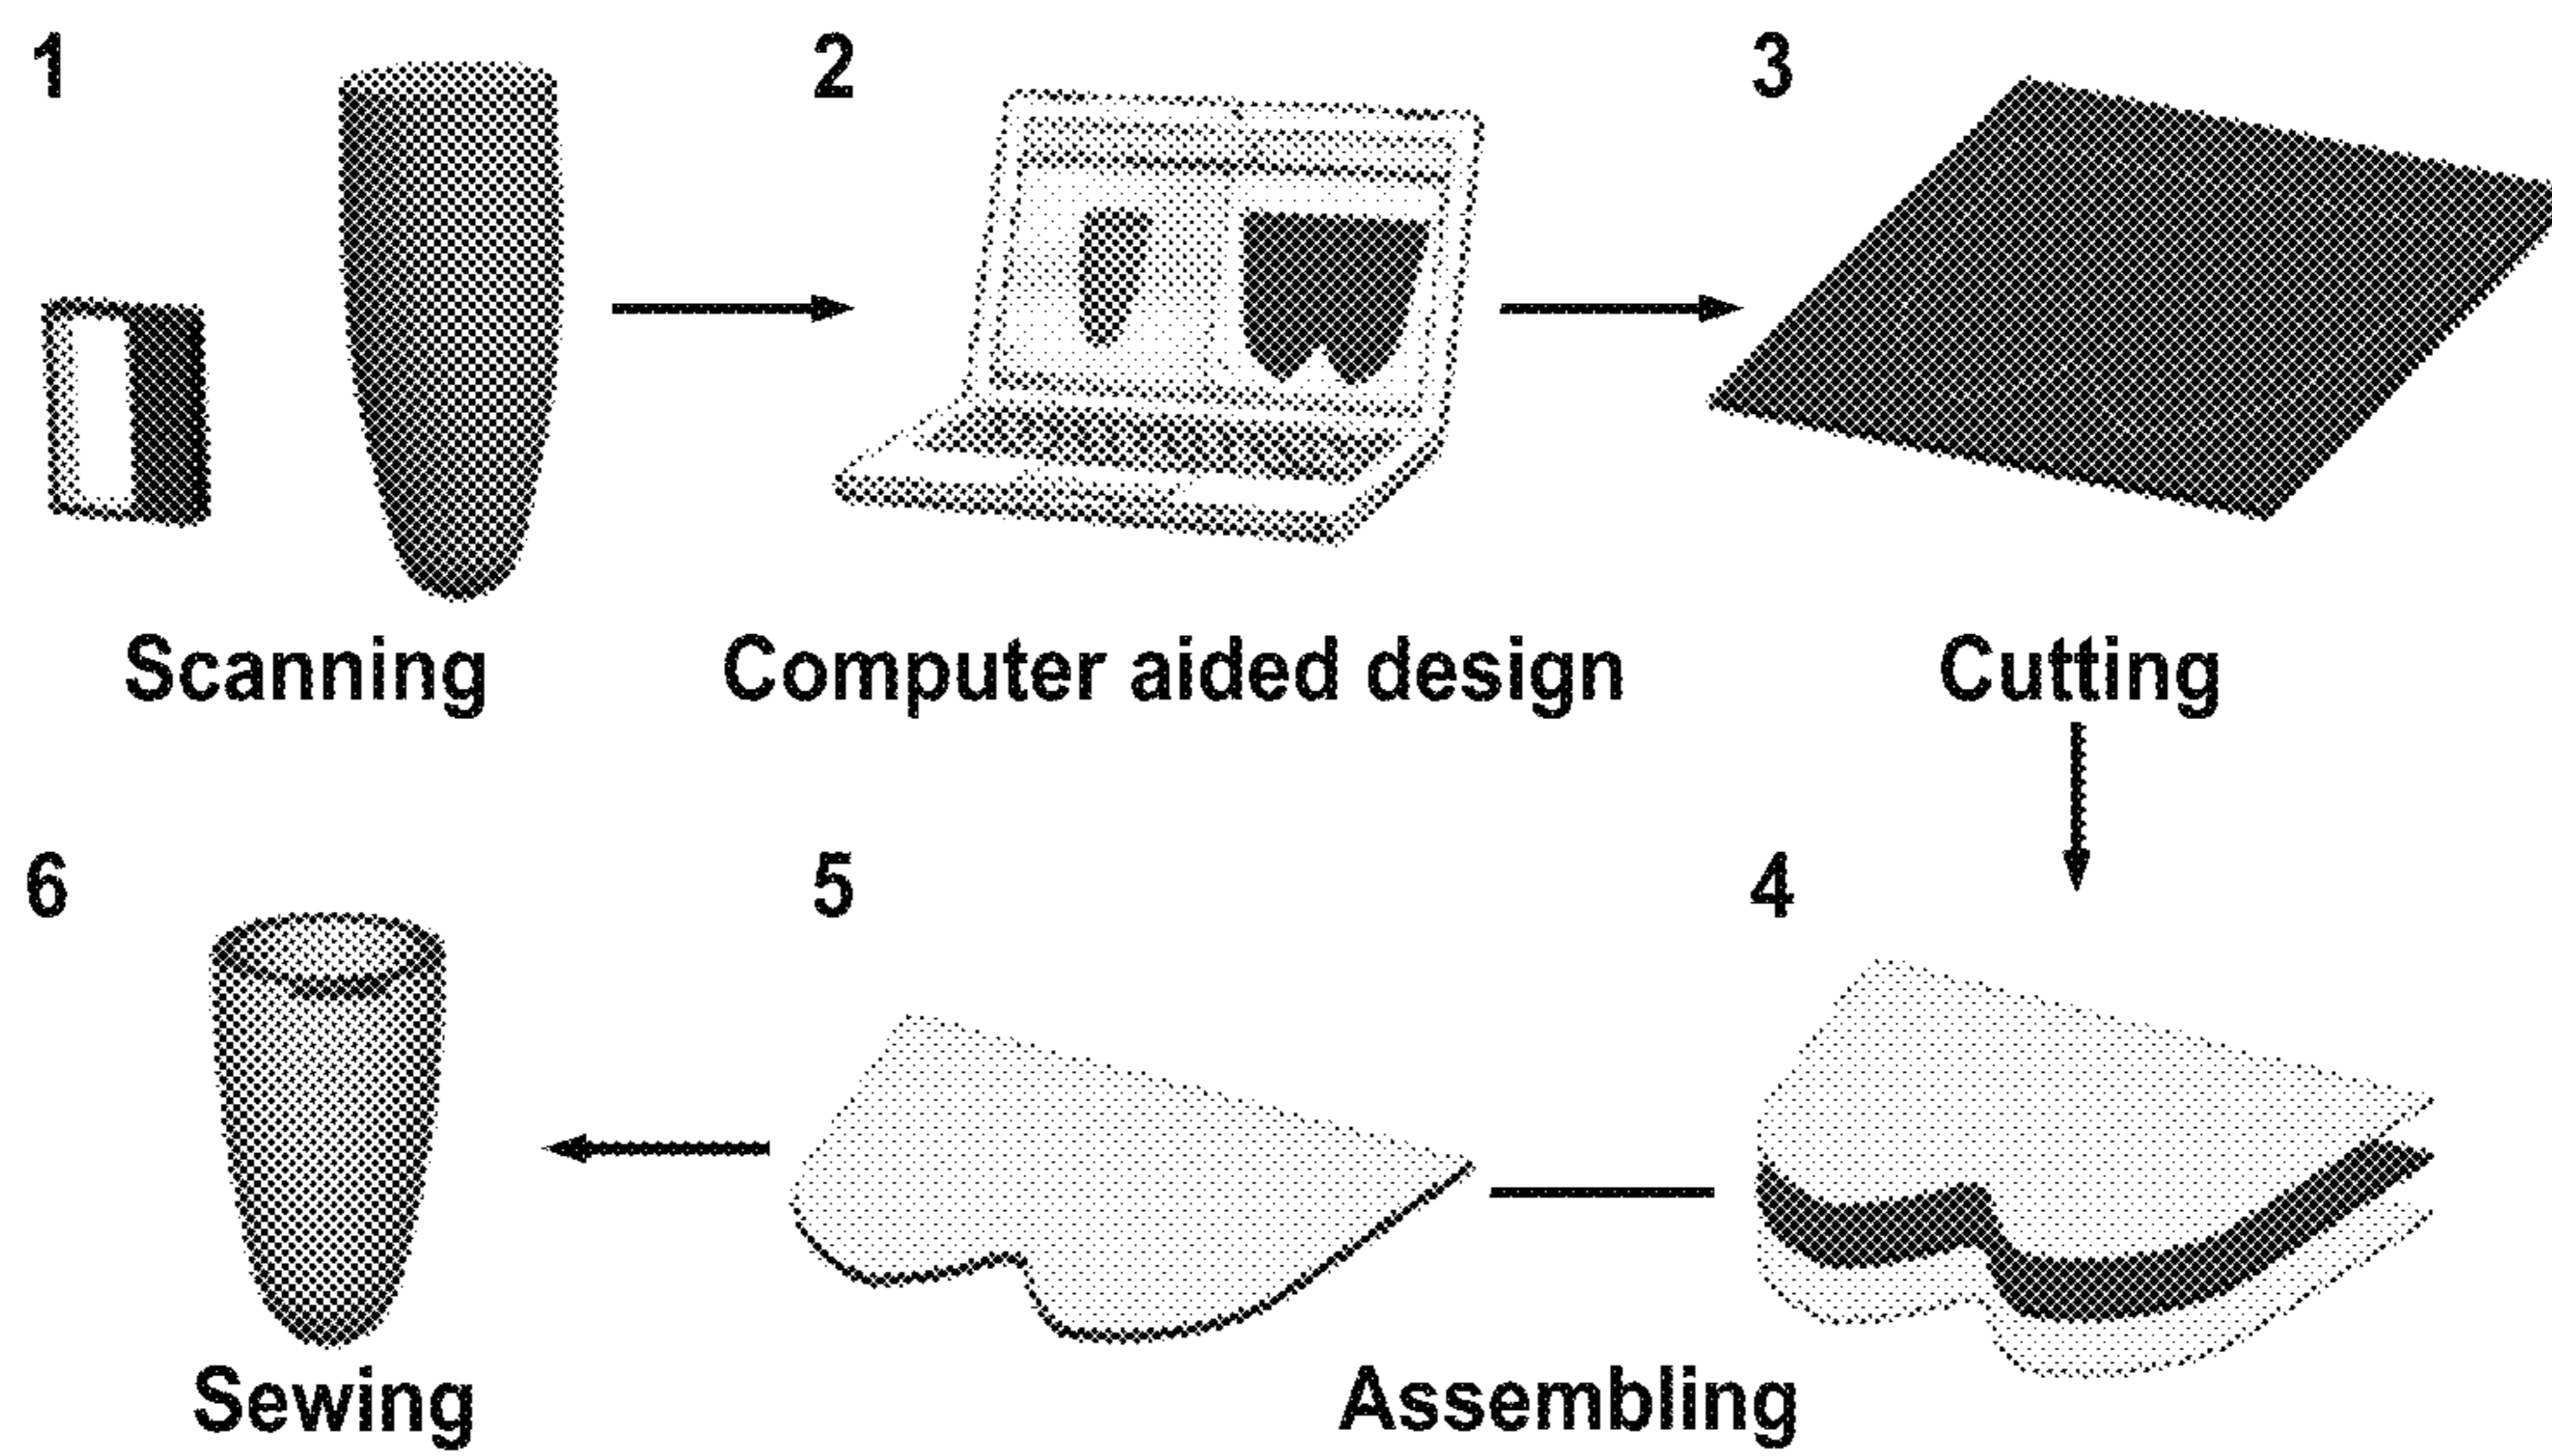 1
2
3
Scanning
Computer aided design
Cutting
6
5
4
Sewing
Assembling